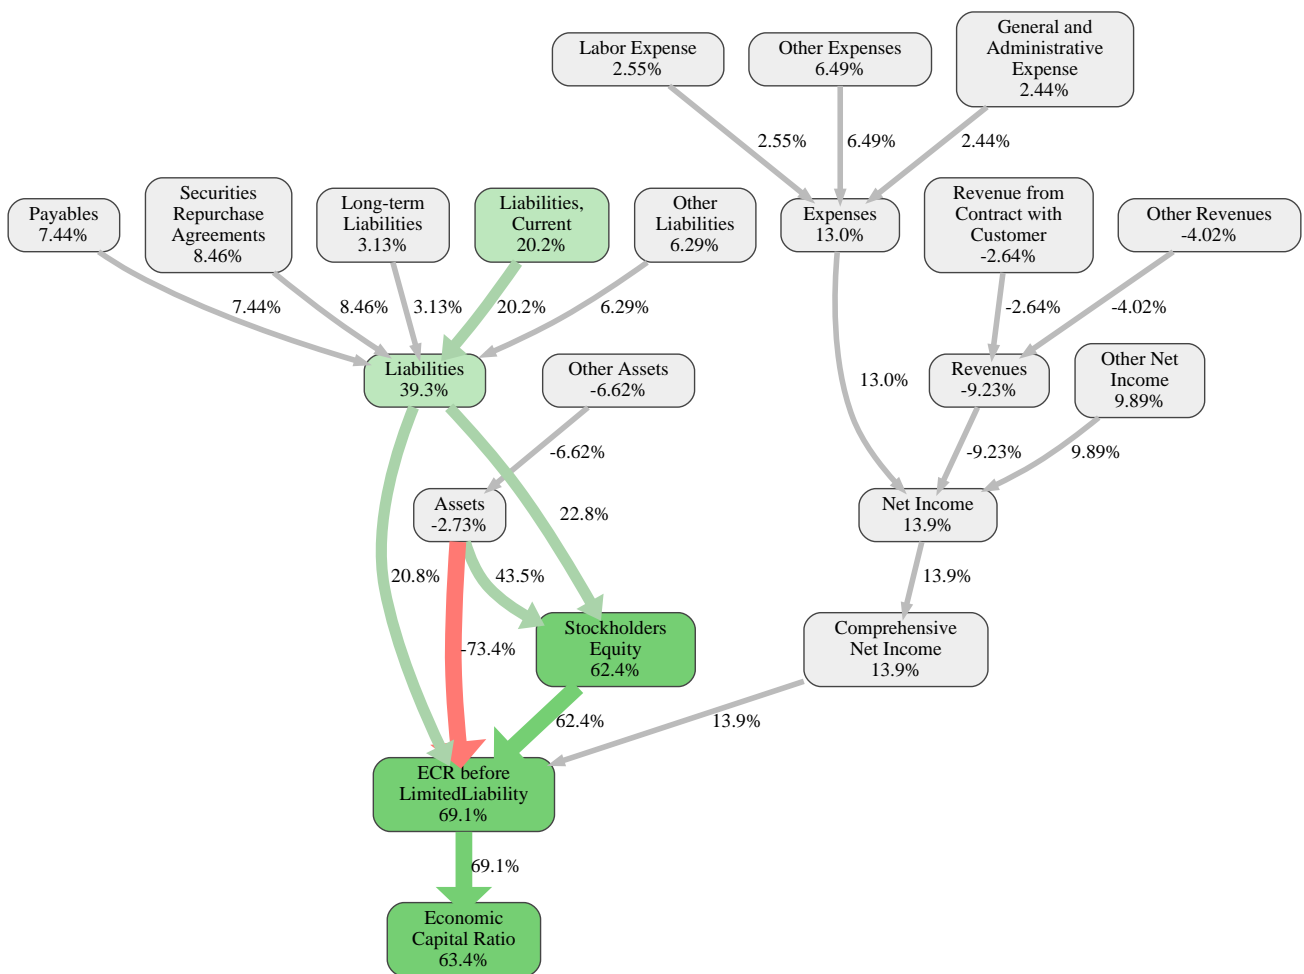 Labor Expense
2.55%
Other Expenses
6.49%
General and
Administrative
Expense
2.44%
2.55%
6.49%
2.44%
Payables
7.44%
Securities
Repurchase
Agreements
8.46%
Long-term
Liabilities
3.13%
Liabilities,
Current
20.2%
Other
Liabilities
6.29%
Expenses
13.0%
Revenue from
Contract with
Customer
-2.64%
Other Revenues
-4.02%
7.44%
8.46%
3.13%
20.2%
6.29%
-2.64%
-4.02%
Liabilities
39.3%
Other Assets
-6.62%
13.0%
Revenues
-9.23%
Other Net
Income
9.89%
-6.62%
-9.23%
9.89%
Assets
-2.73%
22.8%
Net Income
13.9%
20.8%
43.5%
13.9%
-73.4%
Stockholders
Equity
62.4%
Comprehensive
Net Income
13.9%
62.4%
13.9%
ECR before
LimitedLiability
69.1%
69.1%
Economic
Capital Ratio
63.4%